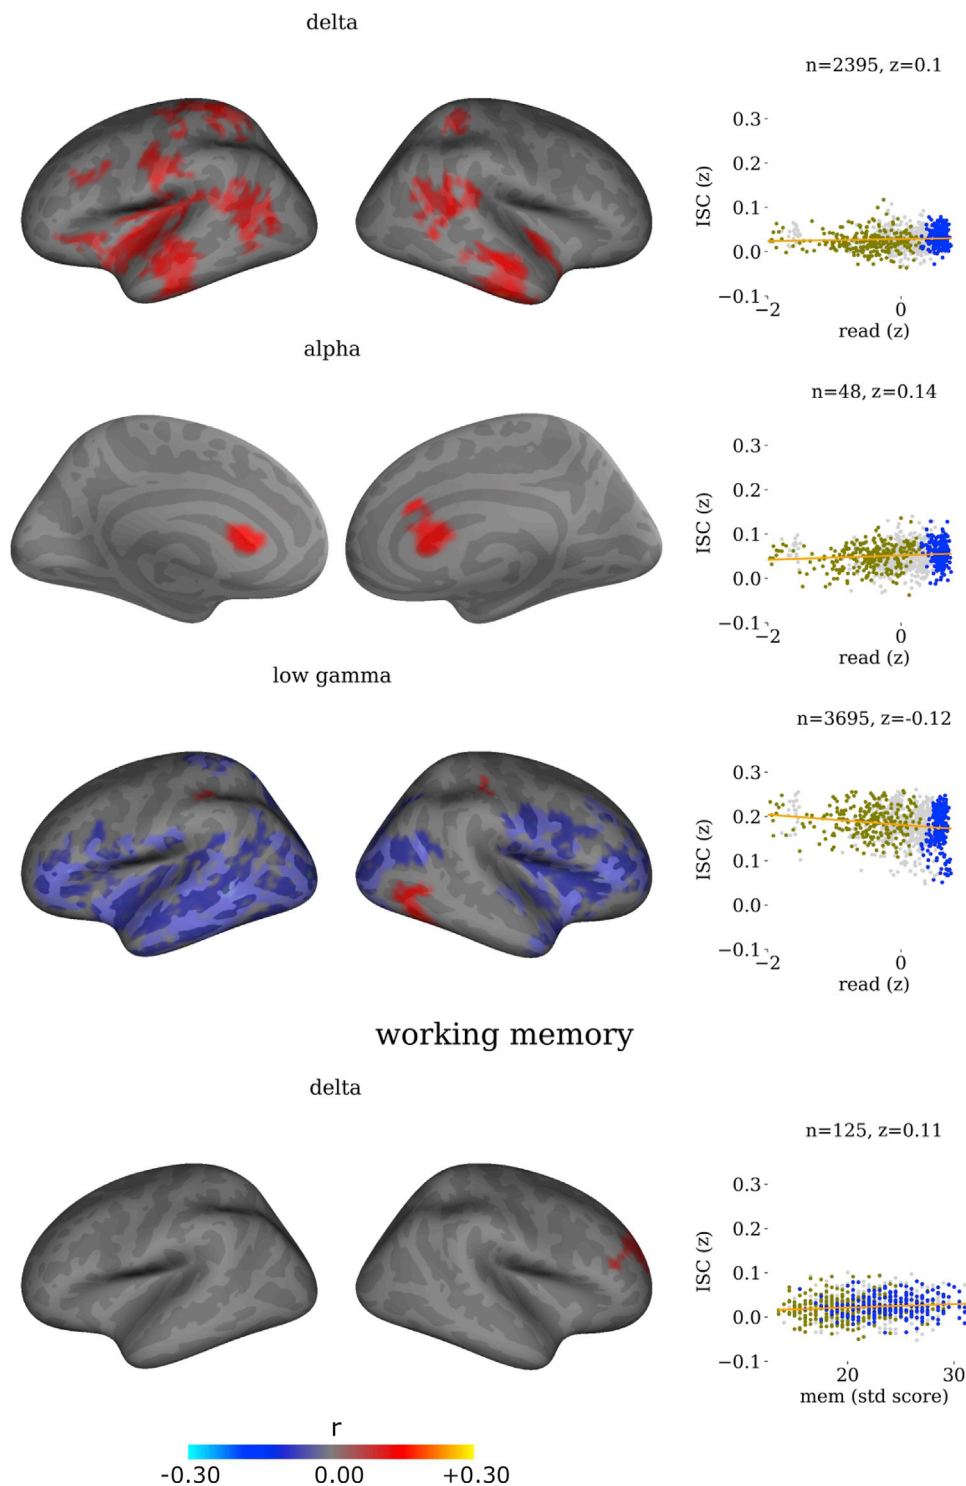 delta
n=2395, z=0.1
0.3
0.2
0.1
0.0
−0.1
ISC (z)
−2 0
read (z)
alpha
n=48, z=0.14
0.3
0.2
0.1
0.0
−0.1
ISC (z)
−2 0
read (z)
low gamma
n=3695, z=-0.12
0.3
0.2
0.1
0.0
−0.1
ISC (z)
−2 0
read (z)
working memory
delta
n=125, z=0.11
0.3
0.2
0.1
0.0
−0.1
ISC (z)
20 30
mem (std score)
r
-0.30 0.00 +0.30